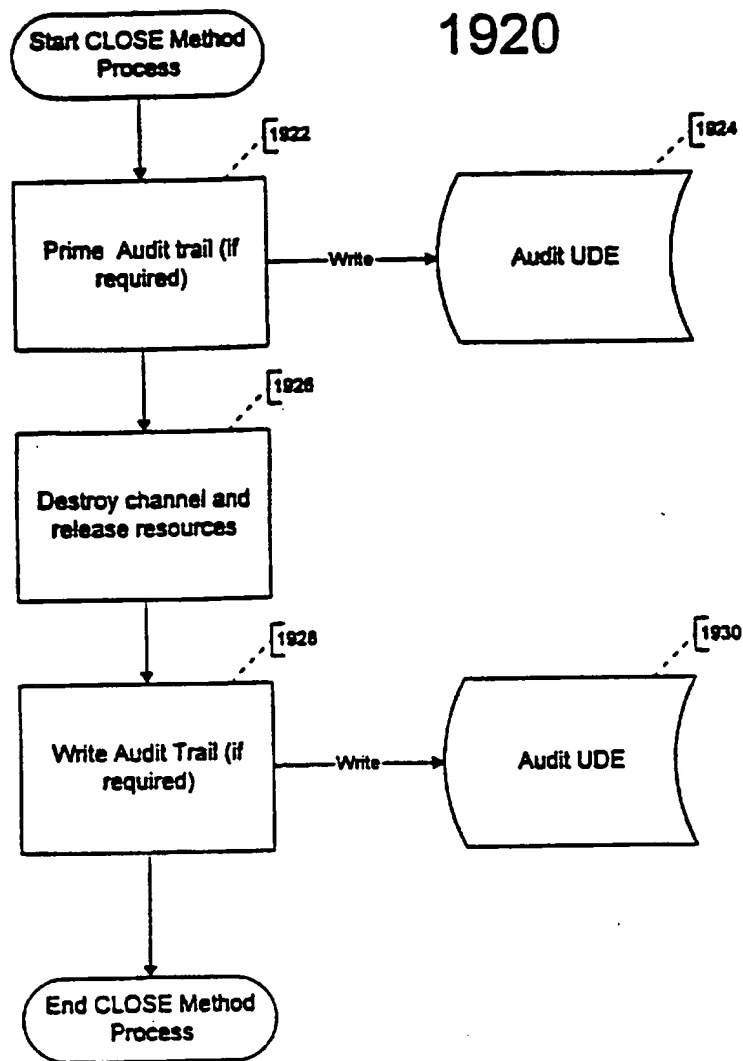 1920
Start CLOSE Method
Process
1922
1924
Prime Audit trail (if
required)
Write
Audit UDE
1926
Destroy channel and
release resources
1928
1930
Write Audit Trail (if
required)
Write
Audit UDE
End CLOSE Method
Process